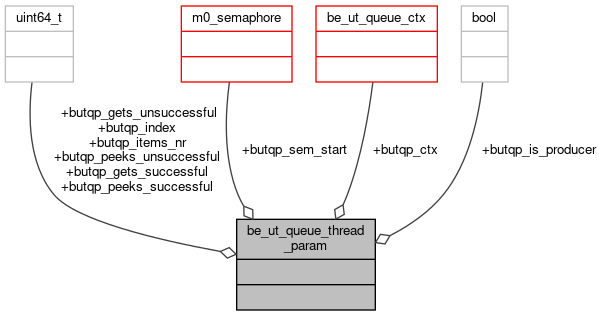 uint64_t
m0_semaphore
be_ut_queue_ctx
bool
+butqp_gets_unsuccessful
+butqp_index
+butqp_items_nr
+butqp_peeks_unsuccessful
+butqp_gets_successful
+butqp_peeks_successful
+butqp_sem_start
+butqp_ctx
+butqp_is_producer
be_ut_queue_thread
_param